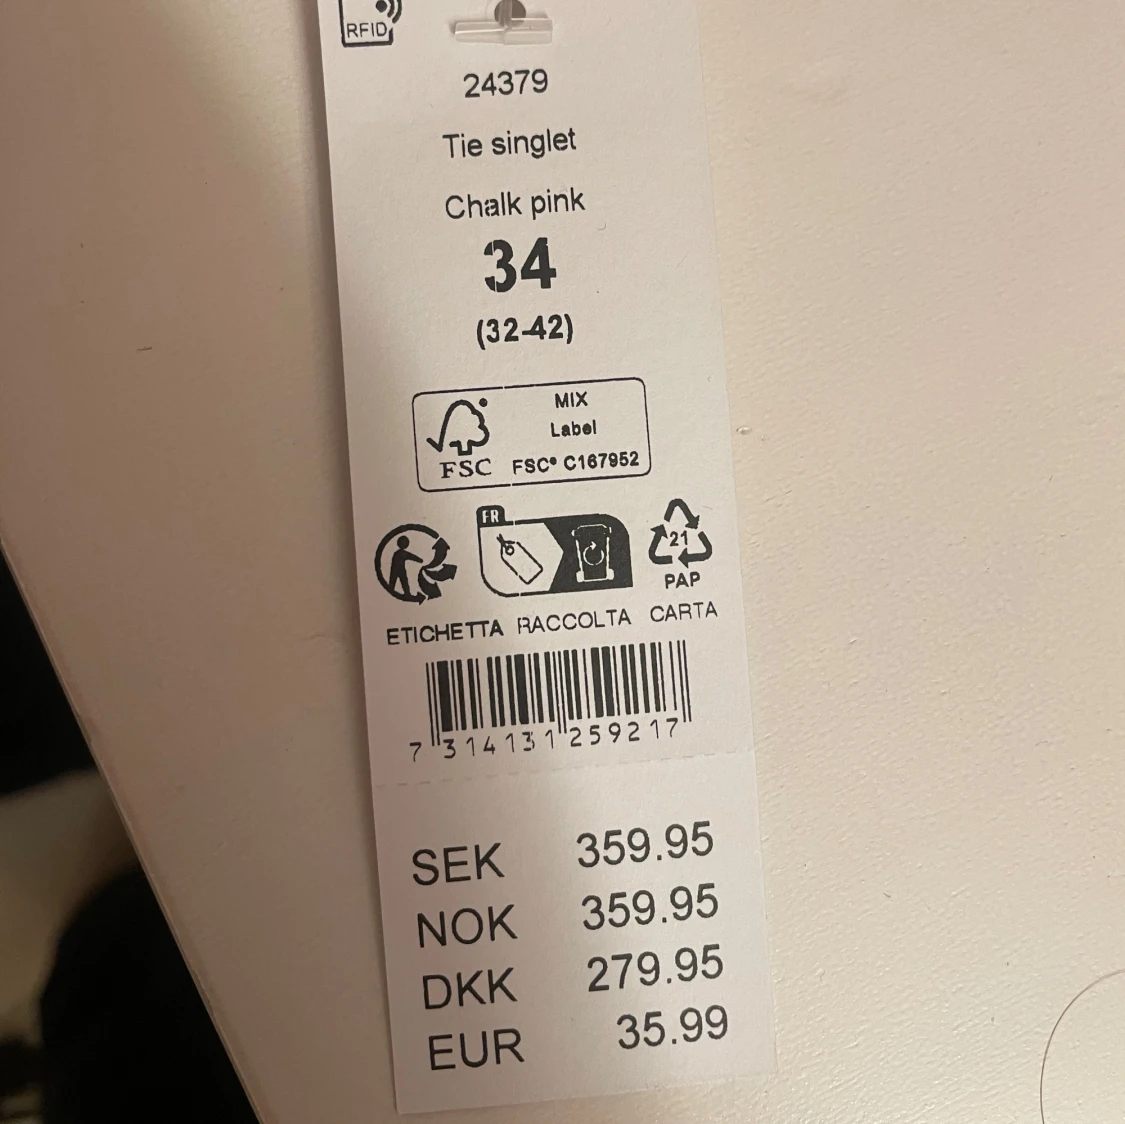 RFID
24379
Tie singlet
Chalk pink
34
(32-42)
MIX
Label
FSC FSC® C167952
FR
21
PAP
ETICHETTA RACCOLTA CARTA
7 314131 259217
SEK 359.95
NOK 359.95
DKK 279.95
EUR 35.99